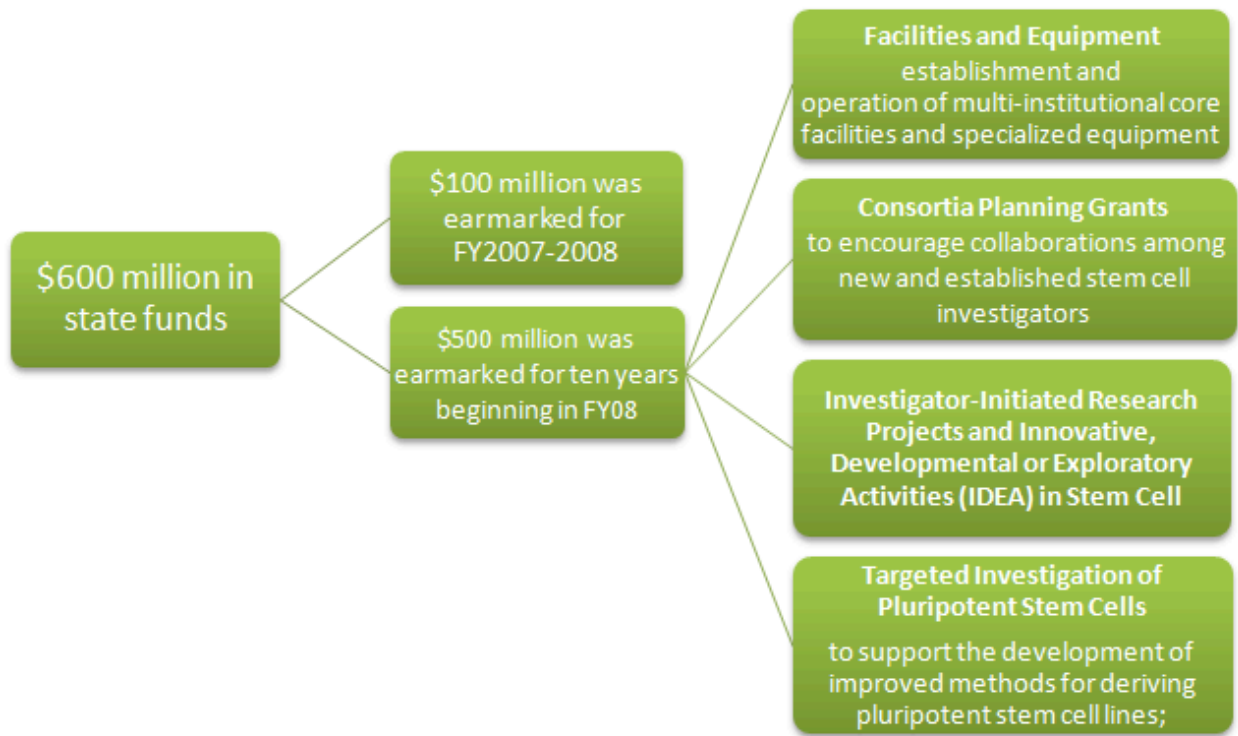 $600 million in
state funds
$100 million was
earmarked for
FY2007-2008
$500 million was
earmarked for ten years
beginning in FY08
Facilities and Equipment
establishment and
operation of multi-institutional core
facilities and specialized equipment
Consortia Planning Grants
to encourage collaborations among
new and established stem cell
investigators
Investigator-Initiated Research
Projects and Innovative,
Developmental or Exploratory
Activities (IDEA) in Stem Cell
Targeted Investigation of
Pluripotent Stem Cells
to support the development of
improved methods for deriving
pluripotent stem cell lines;